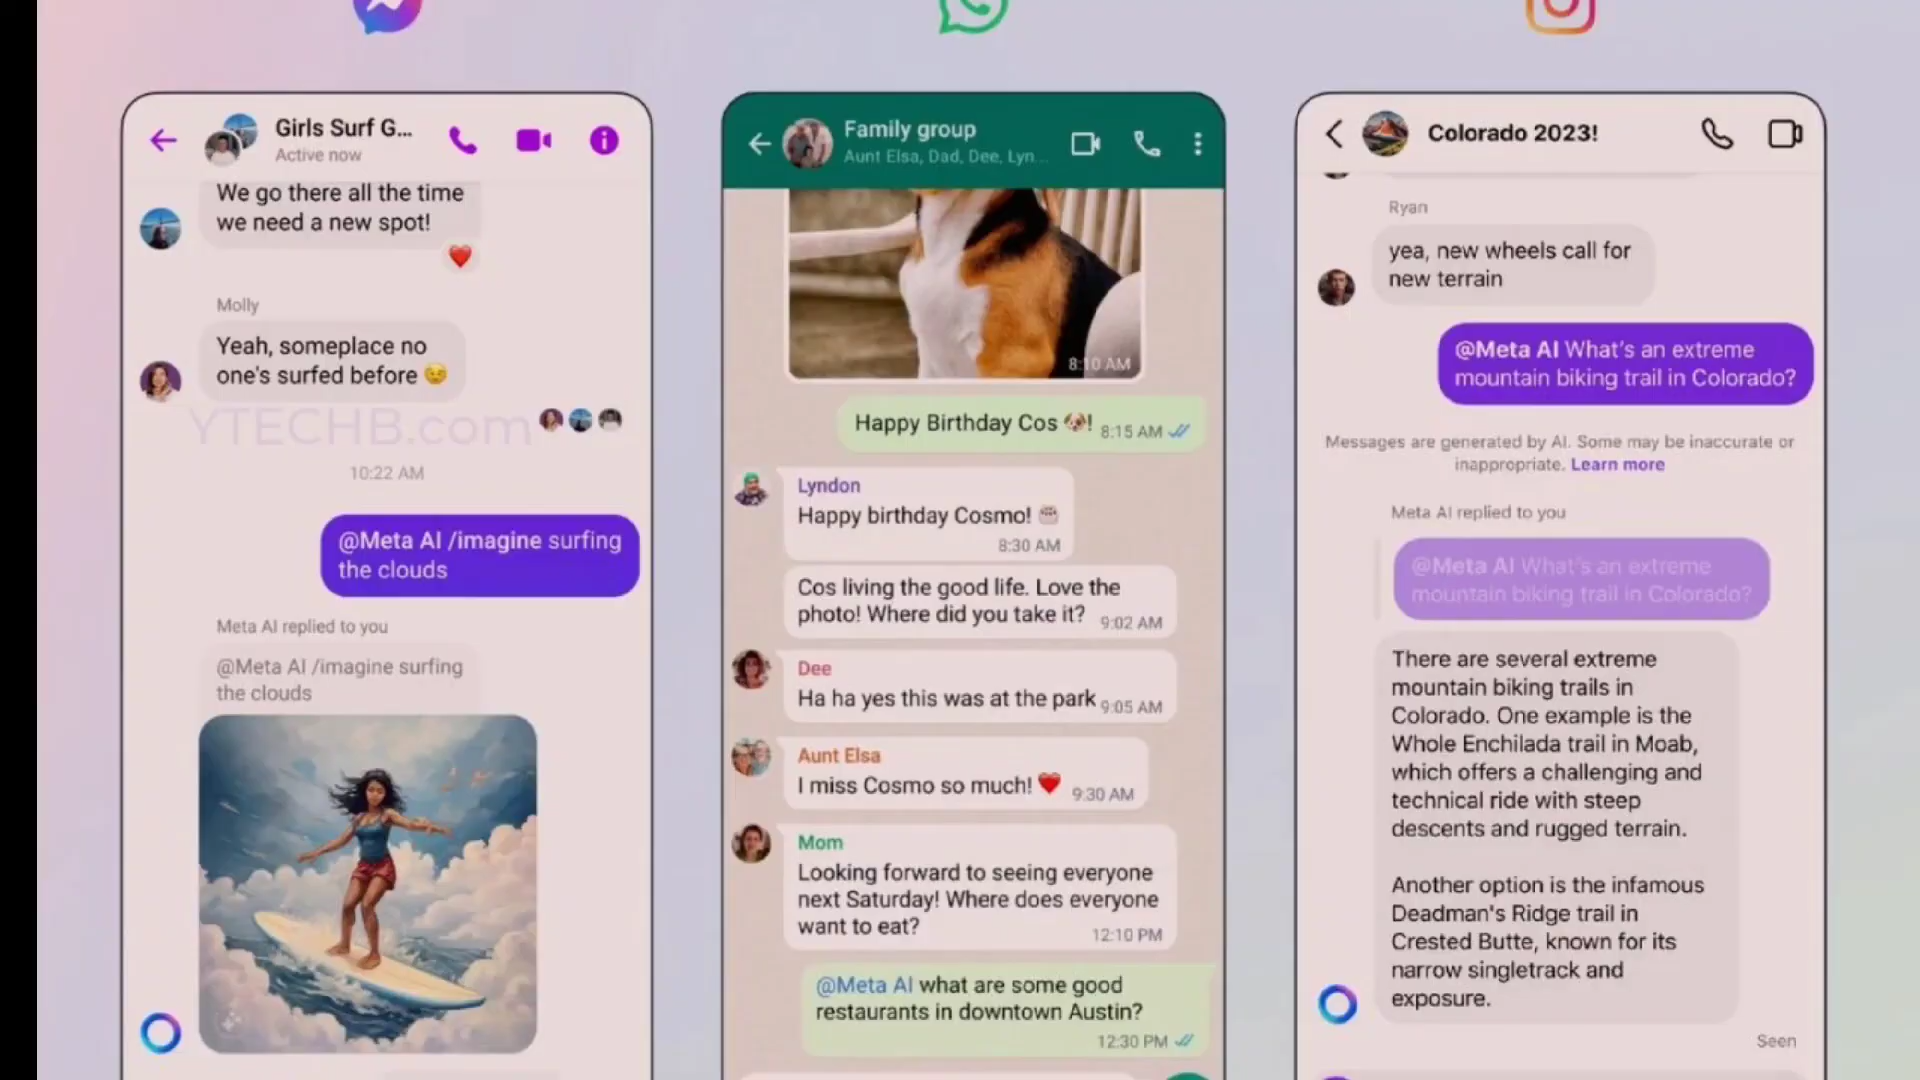 Girls Surf G...
Active now
We go there all the time
we need a new spot!
Molly
Yeah, someplace no
one's surfed before 😉
YTECHB.com
10:22 AM
@Meta AI /imagine surfing
the clouds
Meta AI replied to you
@Meta AI /imagine surfing
the clouds
Family group
Aunt Elsa, Dad, Dee, Lyn...
8:10 AM
Happy Birthday Cos 🐶! 8:15 AM
Lyndon
Happy birthday Cosmo! 🎂
8:30 AM
Cos living the good life. Love the
photo! Where did you take it? 9:02 AM
Dee
Ha ha yes this was at the park 9:05 AM
Aunt Elsa
I miss Cosmo so much! ❤️ 9:30 AM
Mom
Looking forward to seeing everyone
next Saturday! Where does everyone
want to eat? 12:10 PM
@Meta AI what are some good
restaurants in downtown Austin?
12:30 PM
Colorado 2023!
Ryan
yea, new wheels call for
new terrain
@Meta AI What's an extreme
mountain biking trail in Colorado?
Messages are generated by AI. Some may be inaccurate or
inappropriate. Learn more
Meta AI replied to you
@Meta AI What's an extreme
mountain biking trail in Colorado?
There are several extreme
mountain biking trails in
Colorado. One example is the
Whole Enchilada trail in Moab,
which offers a challenging and
technical ride with steep
descents and rugged terrain.
Another option is the infamous
Deadman's Ridge trail in
Crested Butte, known for its
narrow singletrack and
exposure.
Seen